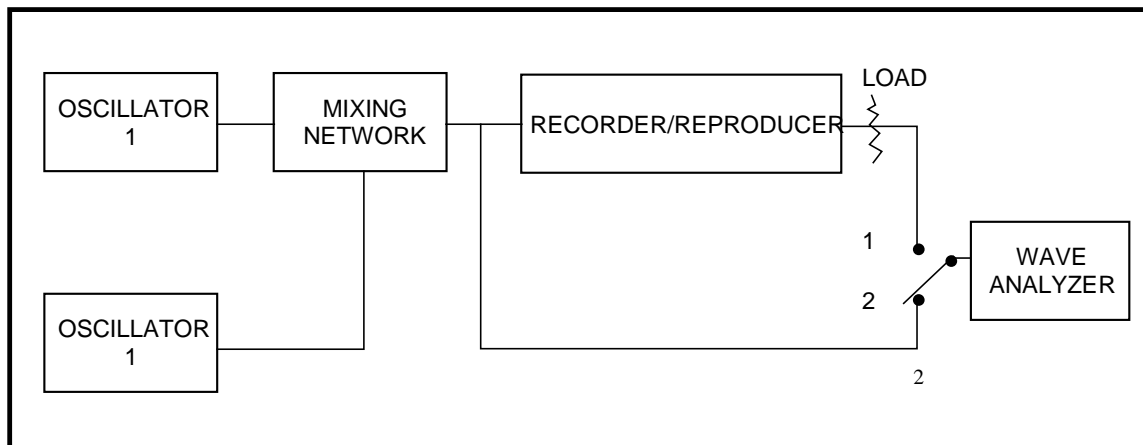 OSCILLATOR
1
MIXING
NETWORK
RECORDER/REPRODUCER
LOAD
1
2
WAVE
ANALYZER
OSCILLATOR
1
2